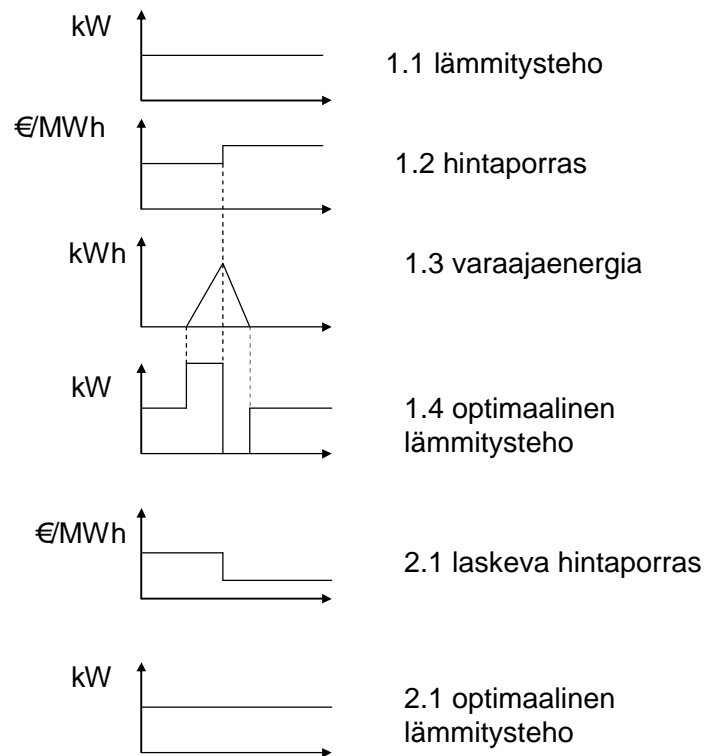 kW
1.1 lämmitysteho
€/MWh
1.2 hintaporras
kWh
1.3 varaajaenergia
kW
1.4 optimaalinen
lämmitysteho
€/MWh
2.1 laskeva hintaporras
kW
2.1 optimaalinen
lämmitysteho